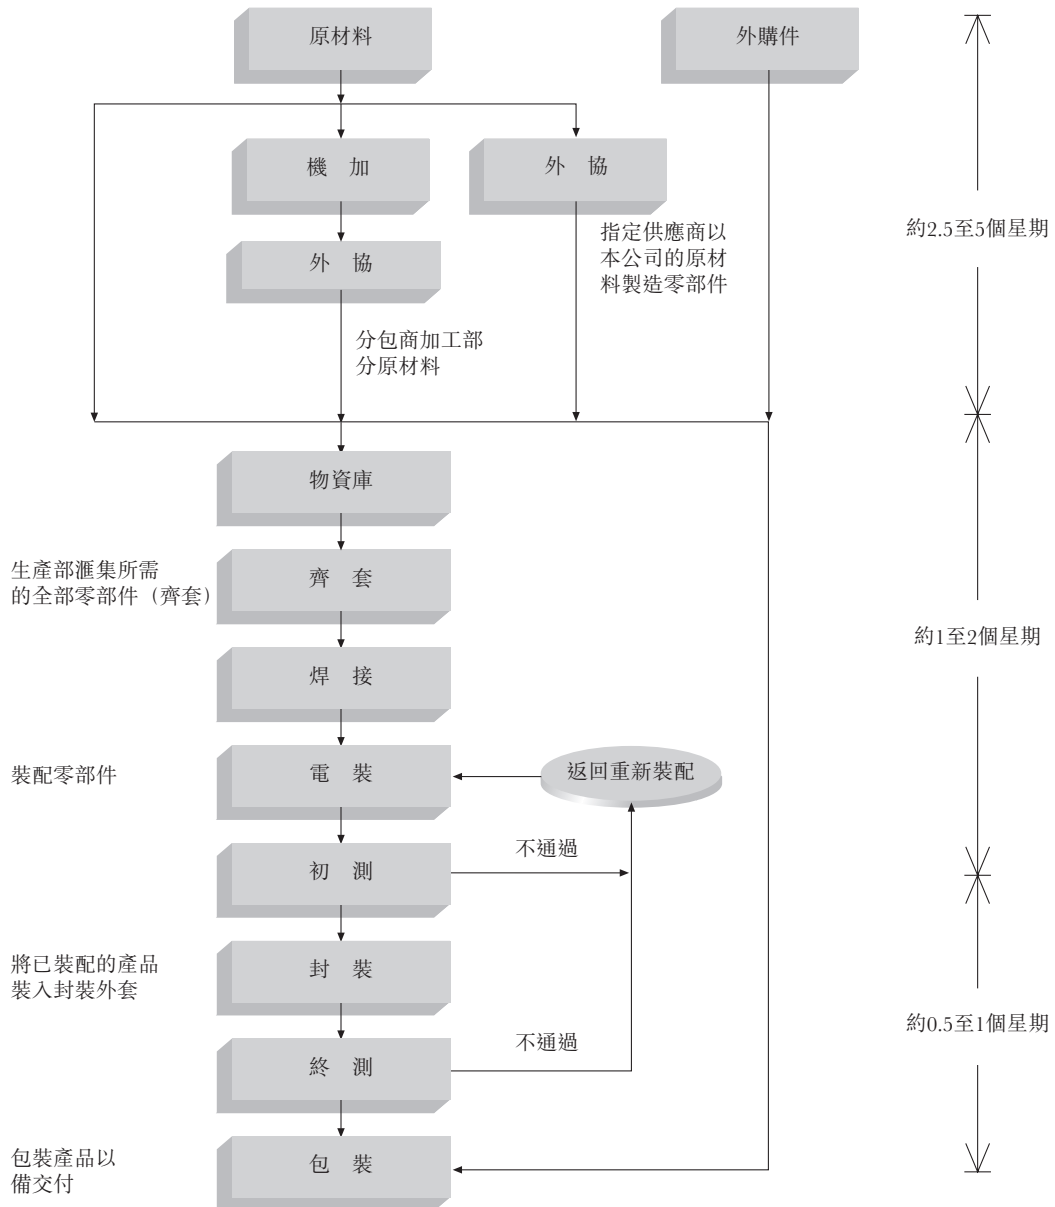 原材料
外購件
機 加
外 協
指定供應商以
本公司的原材
料製造零部件
約2.5至5個星期
外 協
分包商加工部
分原材料
物資庫
生產部滙集所需
的全部零部件（齊套）
齊 套
約1至2個星期
焊 接
裝配零部件
電 裝
返回重新裝配
初 測
不通過
將已裝配的產品
裝入封裝外套
封 裝
約0.5至1個星期
終 測
不通過
包裝產品以
備交付
包 裝